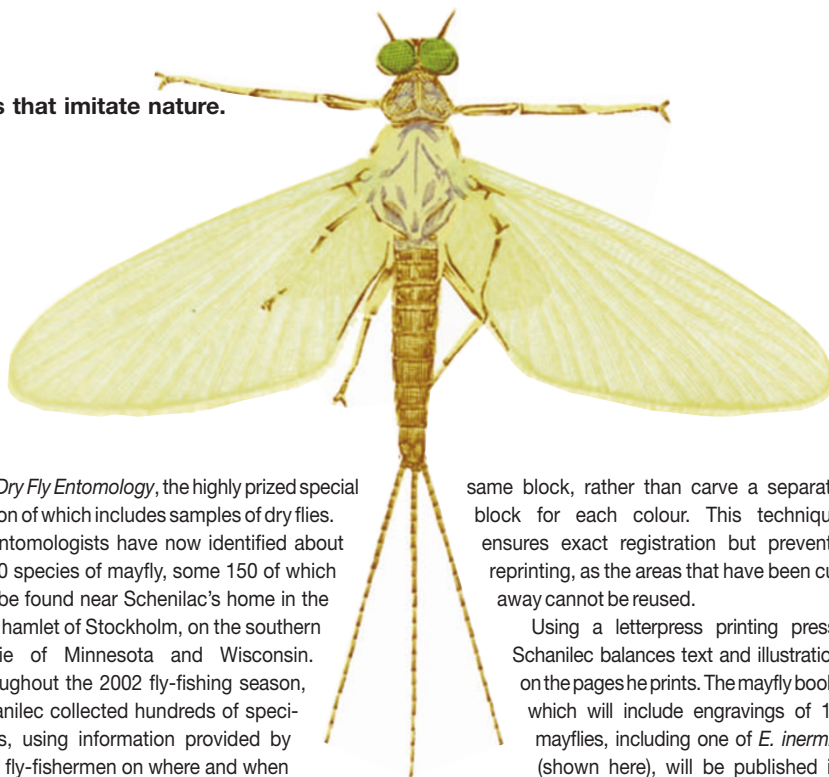 s that imitate nature.
Dry Fly Entomology, the highly prized special
on of which includes samples of dry flies.
ntomologists have now identified about
0 species of mayfly, some 150 of which
be found near Schenilac's home in the
hamlet of Stockholm, on the southern
ie of Minnesota and Wisconsin.
ughout the 2002 fly-fishing season,
anilec collected hundreds of speci-
s, using information provided by
fly-fishermen on where and when
same block, rather than carve a separat
block for each colour. This techniqu
ensures exact registration but prevent
reprinting, as the areas that have been cu
away cannot be reused.
Using a letterpress printing pres
Schanilec balances text and illustratio
on the pages he prints. The mayfly book
which will include engravings of 1
mayflies, including one of E. inerm
(shown here), will be published i